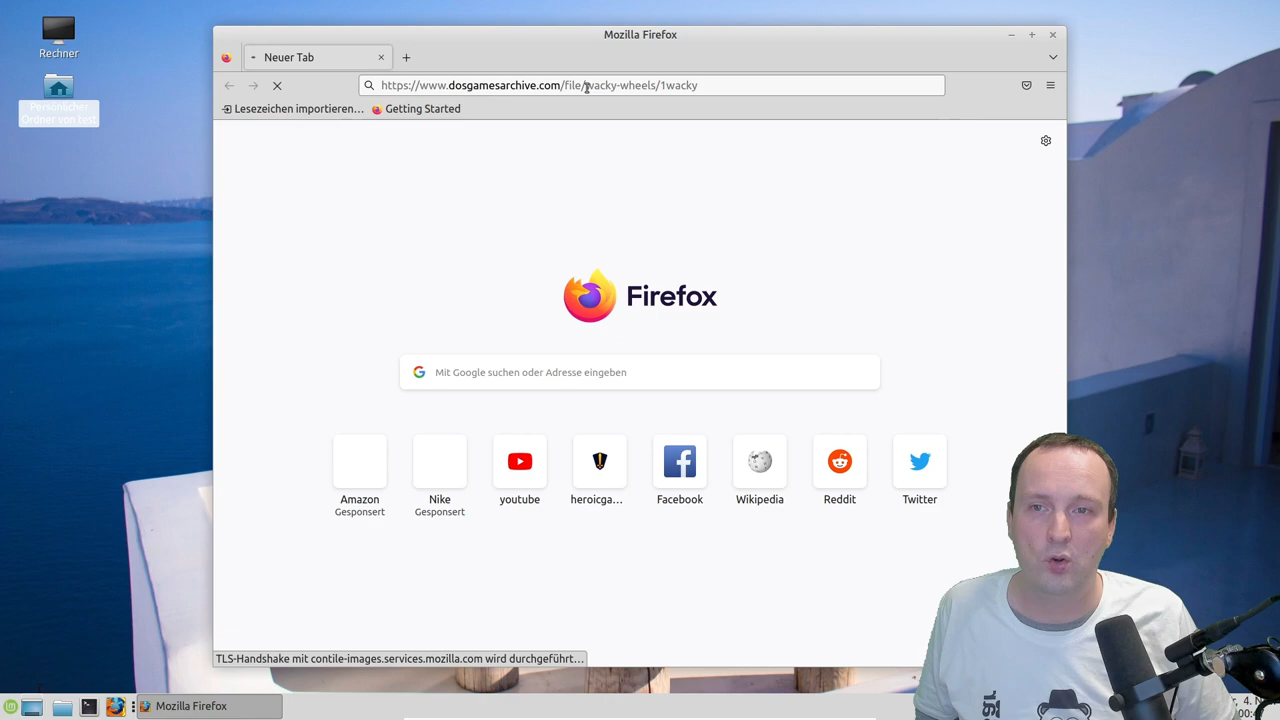 Rechner
Persönlicher
Ordner von test
Mozilla Firefox
Neuer Tab
https://www.dosgamesarchive.com/file/wacky-wheels/1wacky
Lesezeichen importieren…
Getting Started
Firefox
Mit Google suchen oder Adresse eingeben
Amazon
Gesponsert
Nike
Gesponsert
youtube
heroicga…
Facebook
Wikipedia
Reddit
Twitter
TLS-Handshake mit contile-images.services.mozilla.com wird durchgeführt…
Mozilla Firefox